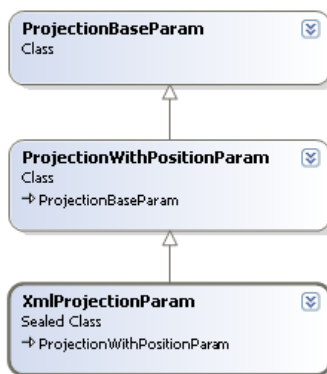 ProjectionBaseParam
Class
ProjectionWithPositionParam
Class
ProjectionBaseParam
XmlProjectionParam
Sealed Class
ProjectionWithPositionParam